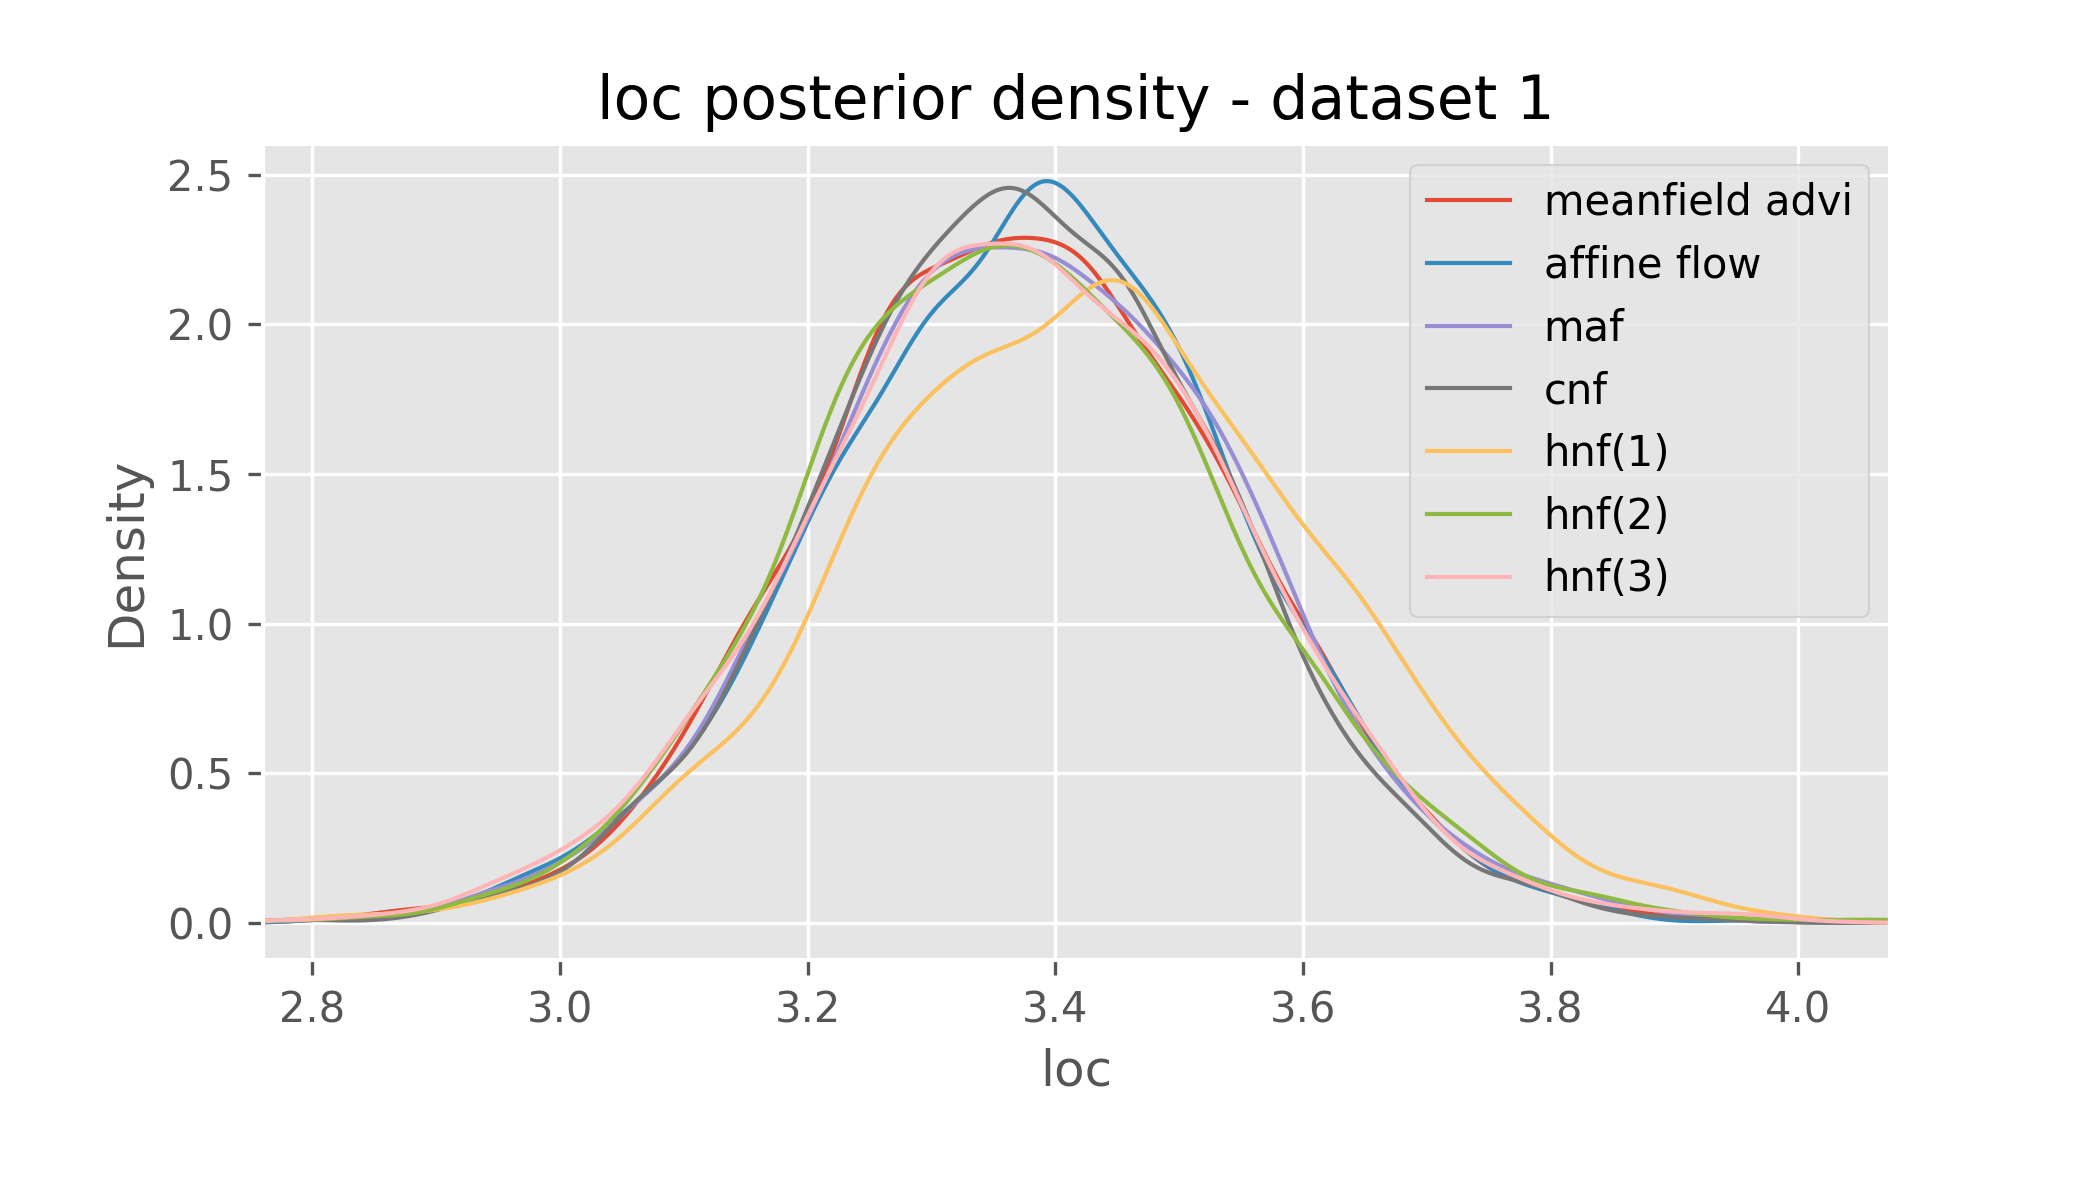 loc posterior density - dataset 1
2.5
2.0
1.5
1.0
0.5
0.0
Density
meanfield advi
affine flow
maf
cnf
hnf(1)
hnf(2)
hnf(3)
2.8 3.0 3.2 3.4 3.6 3.8 4.0
loc